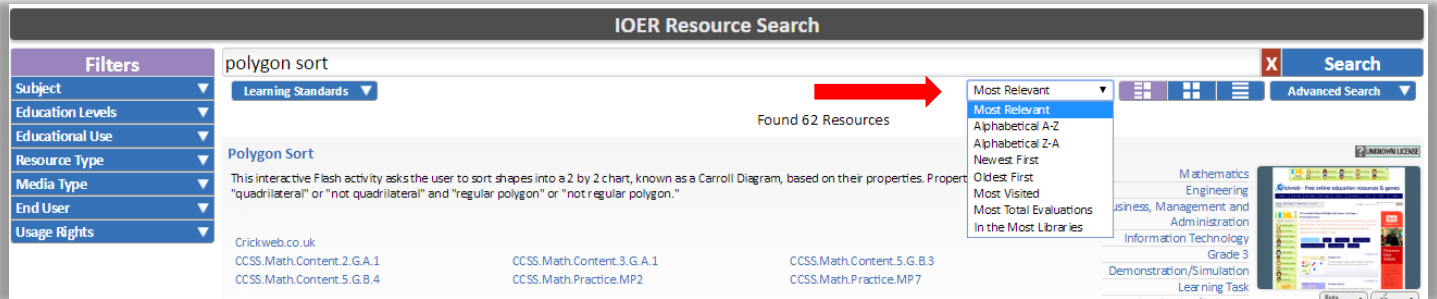 IOER Resource Search
Filters
polygon sort
X
Search
Subject
Education Levels
Educational Use
Resource Type
Media Type
End User
Usage Rights
Learning Standards
Most Relevant
Advanced Search
Most Relevant
Alphabetical A-Z
Alphabetical Z-A
Newest First
Oldest First
Most Visited
Most Total Evaluations
In the Most Libraries
Found 62 Resources
Polygon Sort
UNKNOWN LICENSE
This interactive Flash activity asks the user to sort shapes into a 2 by 2 chart, known as a Carroll Diagram, based on their properties. Propert
"quadrilateral" or "not quadrilateral" and "regular polygon" or "not regular polygon."
Crickweb.co.uk
CCSS.Math.Content.2.G.A.1
CCSS.Math.Content.3.G.A.1
CCSS.Math.Content.5.G.B.3
CCSS.Math.Content.5.G.B.4
CCSS.Math.Practice.MP2
CCSS.Math.Practice.MP7
Mathematics
Engineering
usiness, Management and
Administration
Information Technology
Grade 3
Demonstration/Simulation
Learning Task